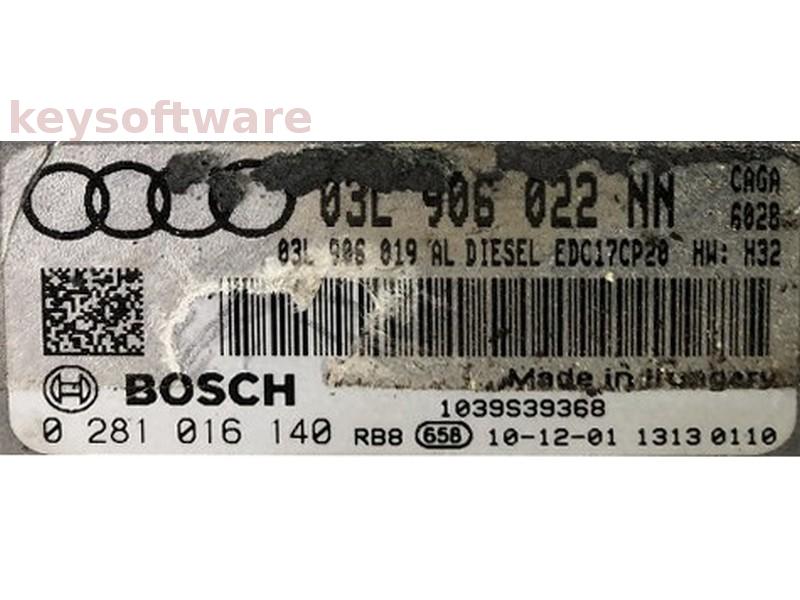 keysoftware
03L 906 022 NN CAGA
6028
03L 906 019 AL DIESEL EDC17CP20 HW: H32
BOSCH Made in Hungary
1039S39368
0 281 016 140 RB8 658 10-12-01 1313 0110